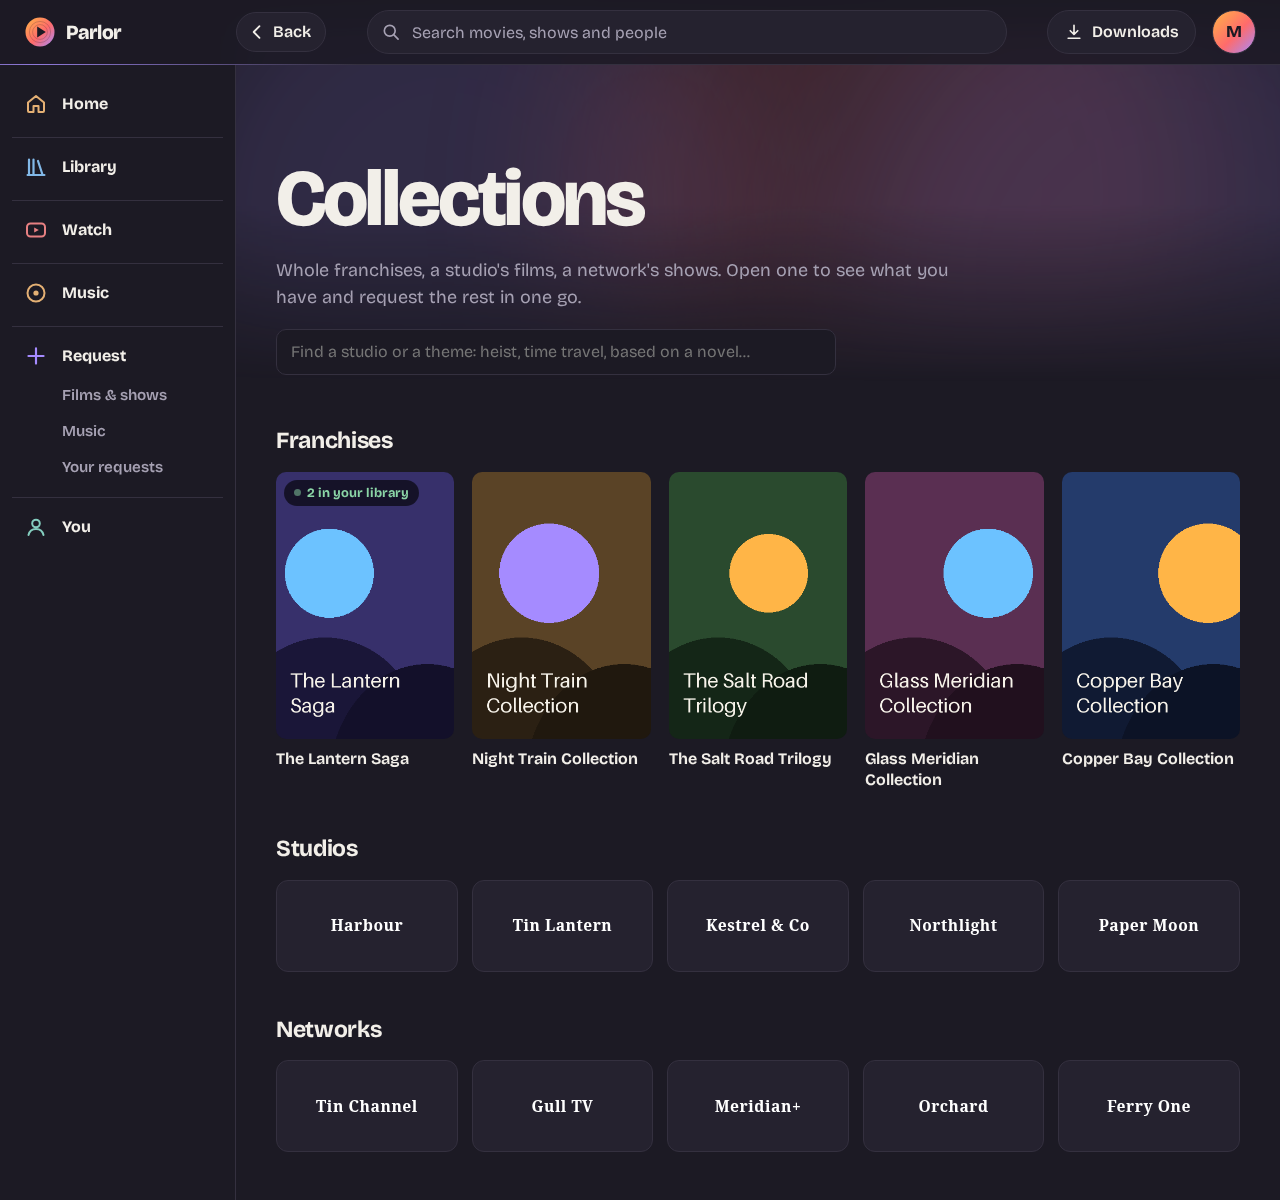 Parlor
Back
Search movies, shows and people
Downloads
M
Home
Library
Watch
Music
Request
Films & shows
Music
Your requests
You
Collections
Whole franchises, a studio's films, a network's shows. Open one to see what you
have and request the rest in one go.
Find a studio or a theme: heist, time travel, based on a novel...
Franchises
2 in your library
The Lantern
Saga
Night Train
Collection
The Salt Road
Trilogy
Glass Meridian
Collection
Copper Bay
Collection
The Lantern Saga
Night Train Collection
The Salt Road Trilogy
Glass Meridian
Collection
Copper Bay Collection
Studios
Harbour
Tin Lantern
Kestrel & Co
Northlight
Paper Moon
Networks
Tin Channel
Gull TV
Meridian+
Orchard
Ferry One